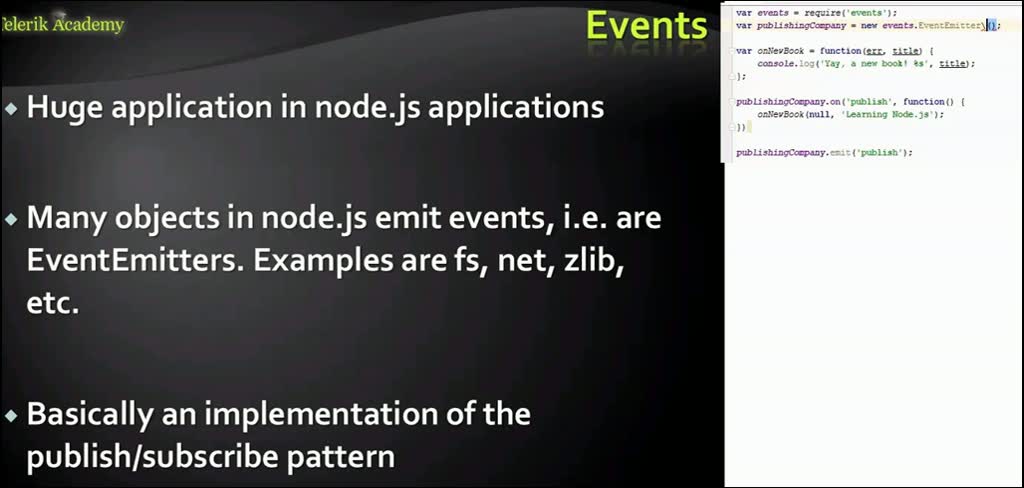 elerik Academy
Events
Huge application in node.js applications
Many objects in node.js emit events, i.e. are
EventEmitters. Examples are fs, net, zlib,
etc.
Basically an implementation of the
publish/subscribe pattern
var events = require('events');
var publishingCompany = new events.EventEmitter\();
var onNewBook = function(err, title) {
console.log('Yay, a new book! %s', title);
};
publishingCompany.on('publish', function() {
onNewBook(null, 'Learning Node.js');
})
publishingCompany.emit('publish');